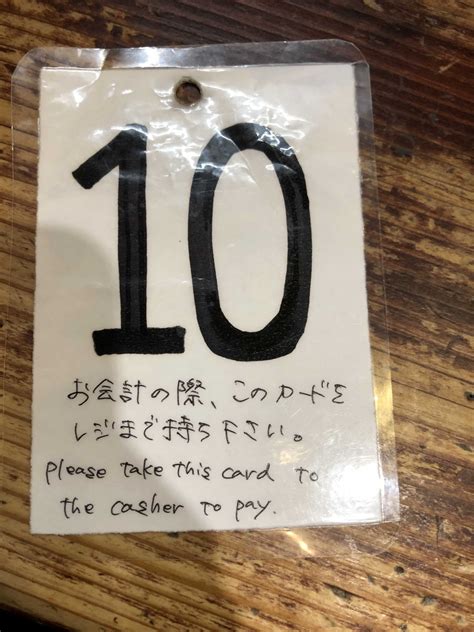 10
お会計の際、このカードを
レジまで持ち下さい。
please take this card to
the casher to pay.